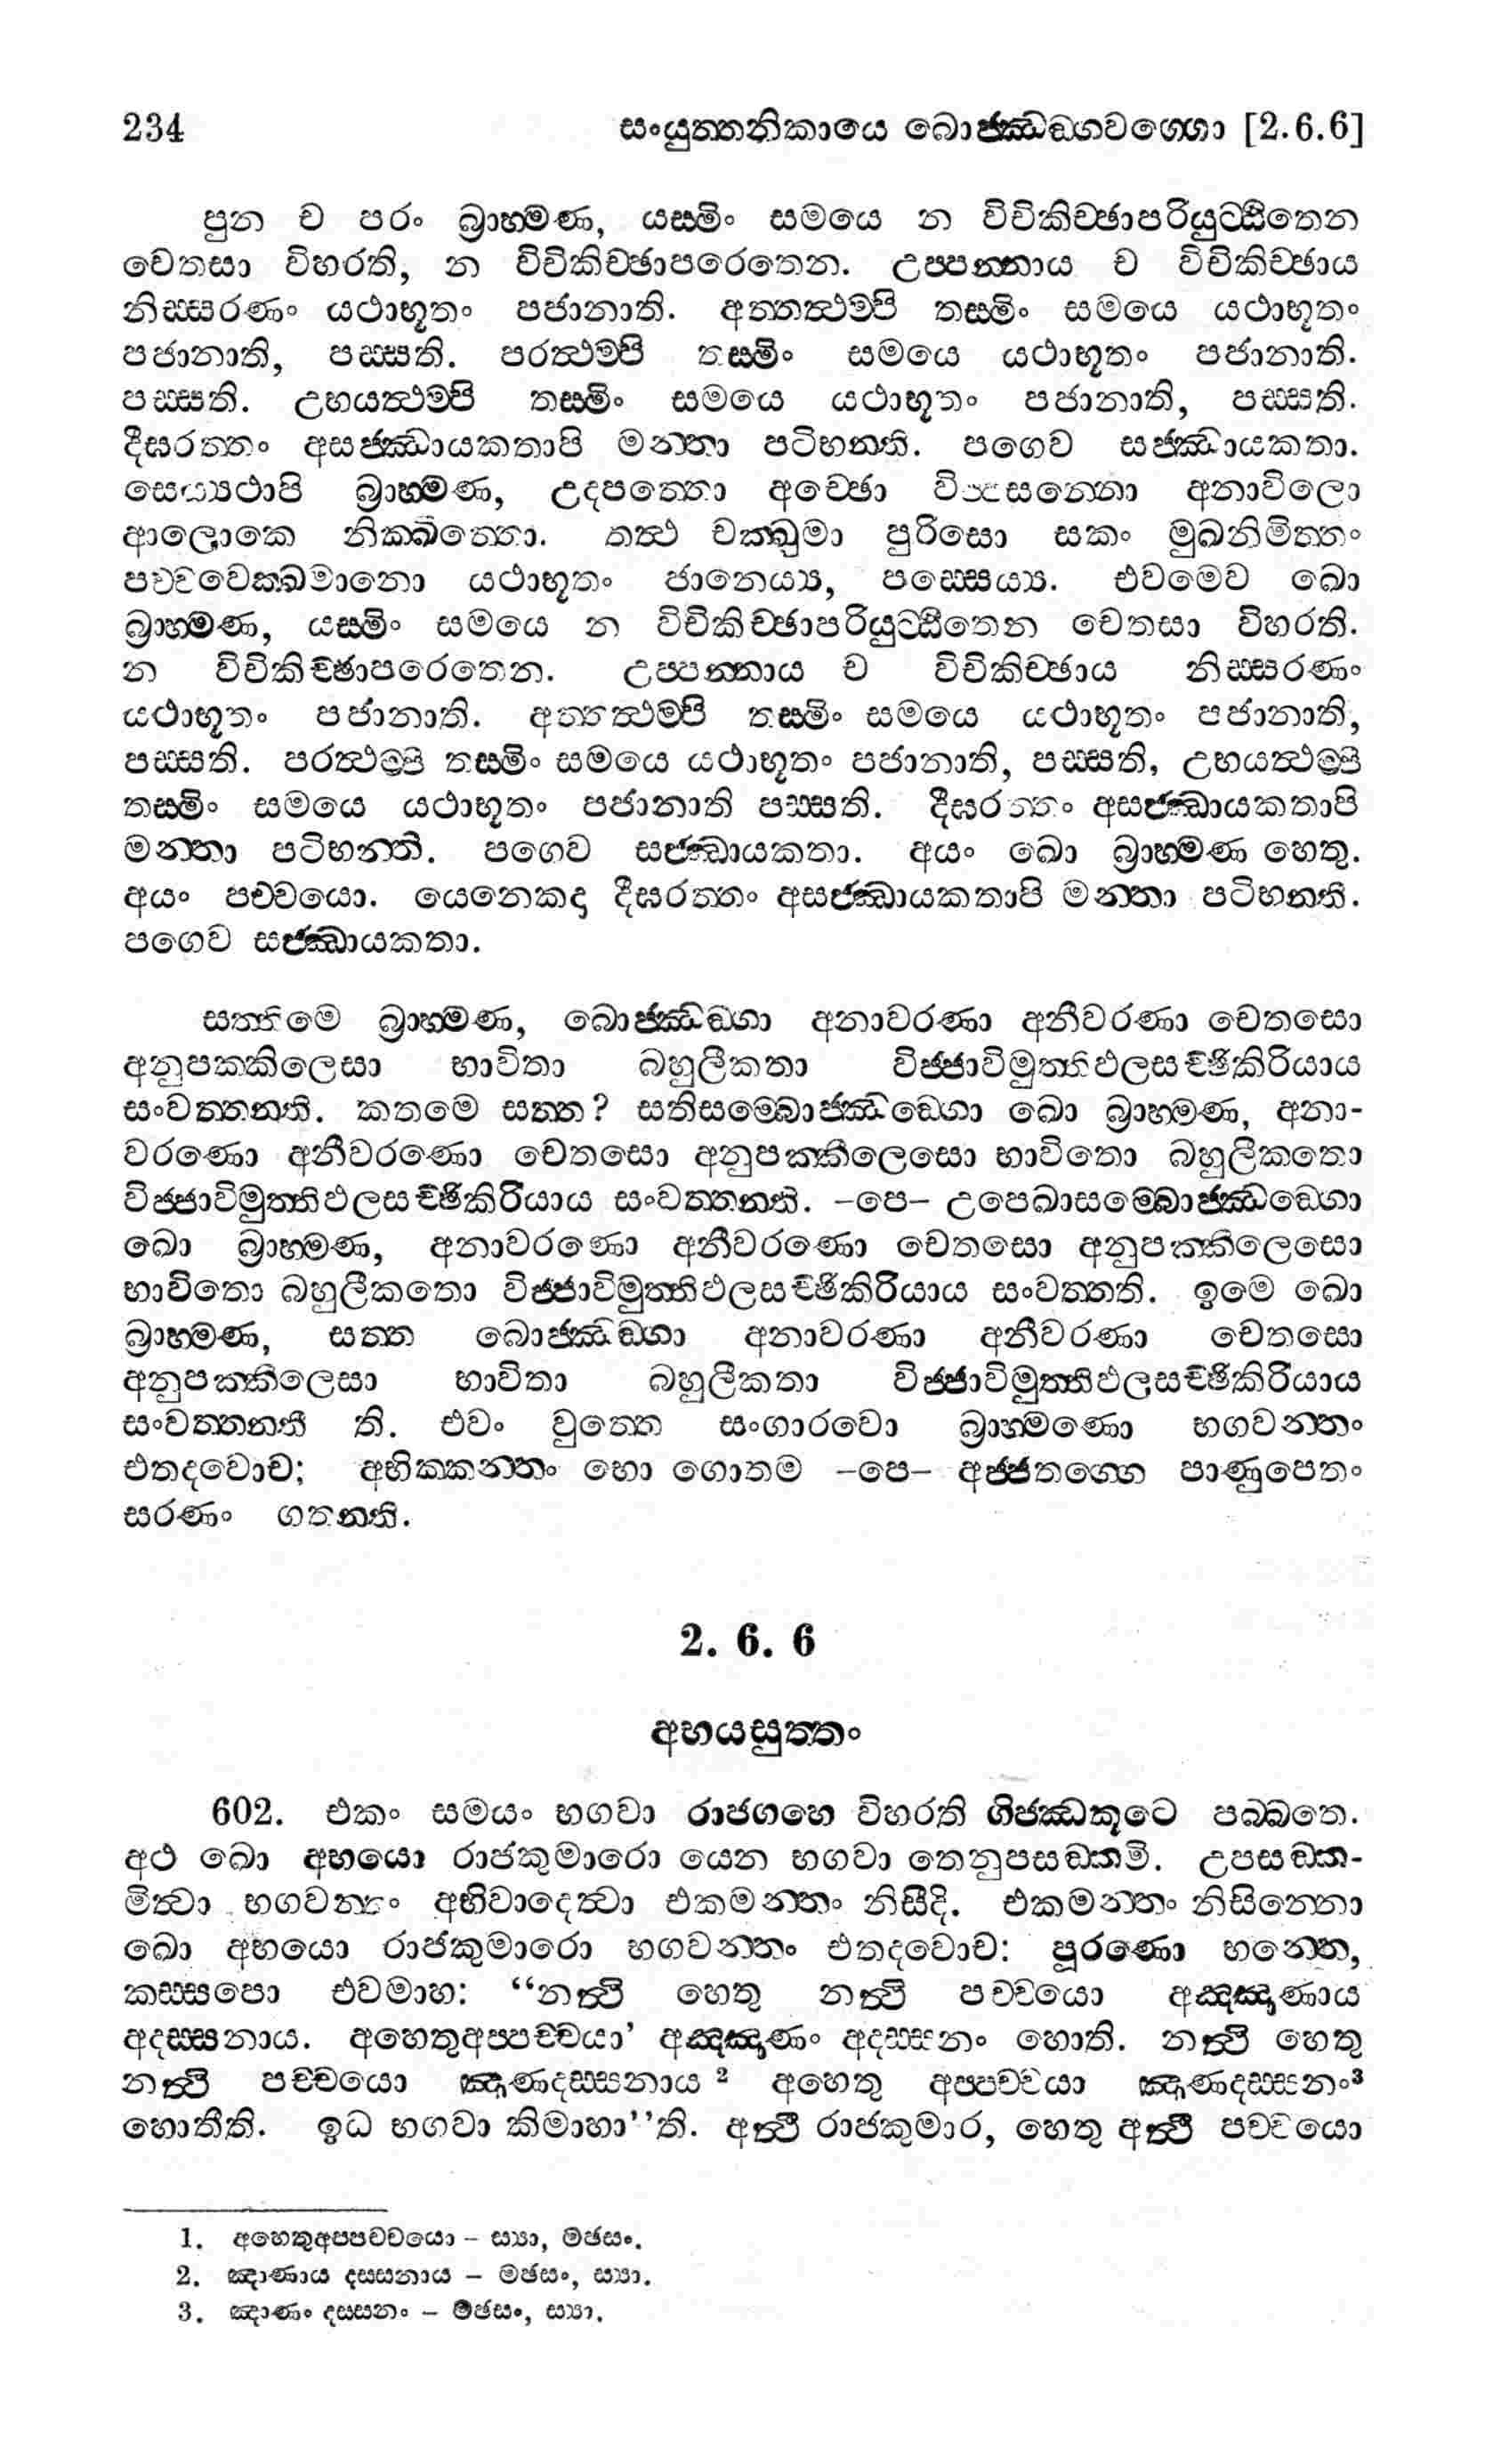 234 සංයුත්තනිකායෙ බොජ්ඣඞ්ගවග්ගො [2.6.6]
පුන ච පරං බ්‍රාහ්මණ, යස්මිං සමයෙ න විචිකිච්ඡාපරියුට්ඨිතෙන
චෙතසා විහරති, න විචිකිච්ඡාපරෙතෙන. උප්පන්නාය ච විචිකිච්ඡාය
නිස්සරණං යථාභූතං පජානාති. අත්තත්ථම්පි තස්මිං සමයෙ යථාභූතං
පජානාති, පස්සති. පරත්ථම්පි තස්මිං සමයෙ යථාභූතං පජානාති.
පස්සති. උභයත්ථම්පි තස්මිං සමයෙ යථාභූතං පජානාති, පස්සති.
දීඝරත්තං අසජ්ඣායකතාපි මන්තා පටිභන්ති. පගෙව සජ්ඣායකතා.
සෙය්‍යථාපි බ්‍රාහ්මණ, උදපත්තො අච්ඡො විප්පසන්නො අනාවිලො
ආලොකෙ නික්ඛිත්තො. තත්ථ චක්ඛුමා පුරිසො සකං මුඛනිමිත්තං
පච්චවෙක්ඛමානො යථාභූතං ජානෙය්‍ය, පස්සෙය්‍ය. එවමෙව ඛො
බ්‍රාහ්මණ, යස්මිං සමයෙ න විචිකිච්ඡාපරියුට්ඨිතෙන චෙතසා විහරති.
න විචිකිච්ඡාපරෙතෙන. උප්පන්නාය ච විචිකිච්ඡාය නිස්සරණං
යථාභූතං පජානාති. අත්තත්ථම්පි තස්මිං සමයෙ යථාභූතං පජානාති,
පස්සති. පරත්ථම්පි තස්මිං සමයෙ යථාභූතං පජානාති, පස්සති, උභයත්ථම්පි
තස්මිං සමයෙ යථාභූතං පජානාති පස්සති. දීඝරත්තං අසජ්ඣායකතාපි
මන්තා පටිභන්ති. පගෙව සජ්ඣායකතා. අයං ඛො බ්‍රාහ්මණ හෙතු.
අයං පච්චයො. යෙනෙකදා දීඝරත්තං අසජ්ඣායකතාපි මන්තා පටිභන්ති.
පගෙව සජ්ඣායකතා.
සත්තිමෙ බ්‍රාහ්මණ, බොජ්ඣඞ්ගා අනාවරණා අනීවරණා චෙතසො
අනුපක්කිලෙසා භාවිතා බහුලීකතා විජ්ජාවිමුත්තිඵලසච්ඡිකිරියාය
සංවත්තන්ති. කතමෙ සත්ත? සතිසම්බොජ්ඣඞ්ගො ඛො බ්‍රාහ්මණ, අනා-
වරණො අනීවරණො චෙතසො අනුපක්කිලෙසො භාවිතො බහුලීකතො
විජ්ජාවිමුත්තිඵලසච්ඡිකිරියාය සංවත්තන්ති. –පෙ– උපෙඛාසම්බොජ්ඣඞ්ගො
ඛො බ්‍රාහ්මණ, අනාවරණො අනීවරණො චෙතසො අනුපක්කිලෙසො
භාවිතො බහුලීකතො විජ්ජාවිමුත්තිඵලසච්ඡිකිරියාය සංවත්තති. ඉමෙ ඛො
බ්‍රාහ්මණ, සත්ත බොජ්ඣඞ්ගා අනාවරණා අනීවරණා චෙතසො
අනුපක්කිලෙසා භාවිතා බහුලීකතා විජ්ජාවිමුත්තිඵලසච්ඡිකිරියාය
සංවත්තන්තී ති. එවං වුත්තෙ සංගාරවො බ්‍රාහ්මණො භගවන්තං
එතදවොච; අභික්කන්තං භො ගොතම –පෙ– අජ්ජතග්ගෙ පාණුපෙතං
සරණං ගතන්ති.
2. 6. 6
අභයසුත්තං
602. එකං සමයං භගවා රාජගහෙ විහරති ගිජ්ඣකූටෙ පබ්බතෙ.
අථ ඛො අභයො රාජකුමාරො යෙන භගවා තෙනුපසඞ්කමි. උපසඞ්ක-
මිත්වා භගවන්තං අභිවාදෙත්වා එකමන්තං නිසීදි. එකමන්තං නිසින්නො
ඛො අභයො රාජකුමාරො භගවන්තං එතදවොච: පූරණො භන්තෙ,
කස්සපො එවමාහ: “නත්ථි හෙතු නත්ථි පච්චයො අඤ්ඤාණාය
අදස්සනාය. අහෙතුඅප්පච්චයා’ අඤ්ඤාණං අදස්සනං හොති. නත්ථි හෙතු
නත්ථි පච්චයො ඤාණදස්සනාය 2 අහෙතු අප්පච්චයා ඤාණදස්සනං3
හොතීති. ඉධ භගවා කිමාහා’’ති. අත්ථි රාජකුමාර, හෙතු අත්ථි පච්චයො
1. අහෙතුඅප්පච්චයො – ස්‍යා, මඡසං.
2. ඤාණාය දස්සනාය – මඡසං, ස්‍යා.
3. ඤාණං දස්සනං – මඡසං, ස්‍යා.